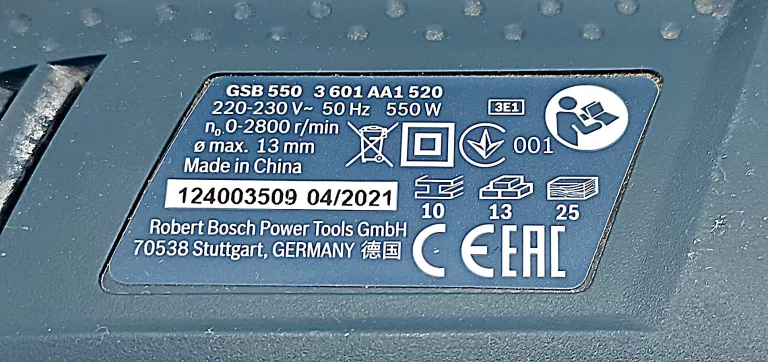 GSB 550 3 601 AA1 520
220-230 V~ 50 Hz 550 W
3E1
n₀ 0-2800 r/min
ø max. 13 mm
001
Made in China
124003509 04/2021
10 13 25
Robert Bosch Power Tools GmbH
70538 Stuttgart, GERMANY 德国
CE EAC